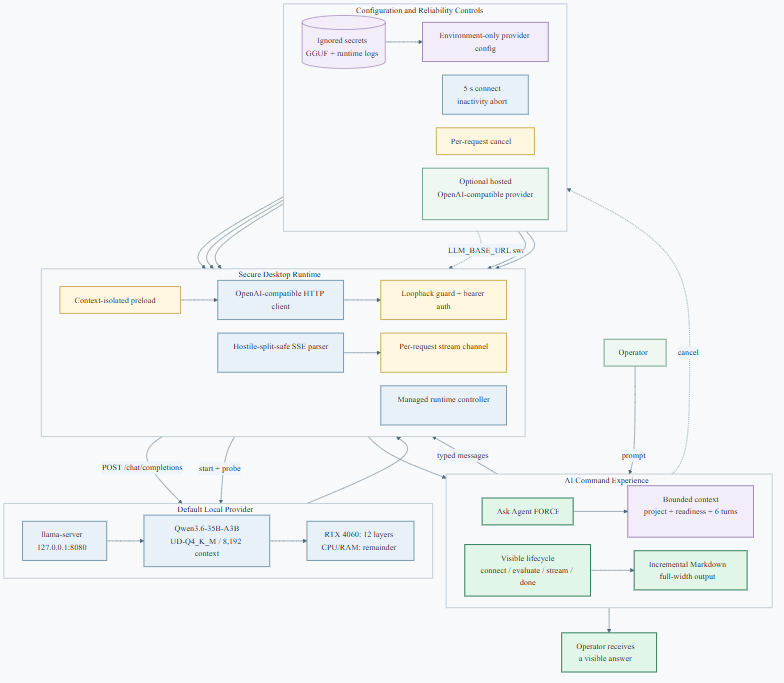 Configuration and Reliability Controls
Ignored secrets
GGUF + runtime logs
Environment-only provider
config
5 s connect
inactivity abort
Per-request cancel
Optional hosted
OpenAI-compatible provider
LLM_BASE_URL sw
Secure Desktop Runtime
Context-isolated preload
OpenAI-compatible HTTP
client
Loopback guard + bearer
auth
Hostile-split-safe SSE parser
Per-request stream channel
Managed runtime controller
Operator
cancel
POST /chat/completions
start + probe
typed messages
prompt
Default Local Provider
llama-server
127.0.0.1:8080
Qwen3.6-35B-A3B
UD-Q4_K_M / 8,192
context
RTX 4060: 12 layers
CPU/RAM: remainder
AI Command Experience
Ask Agent FORCE
Bounded context
project + readiness + 6 turns
Visible lifecycle
connect / evaluate / stream /
done
Incremental Markdown
full-width output
Operator receives
a visible answer